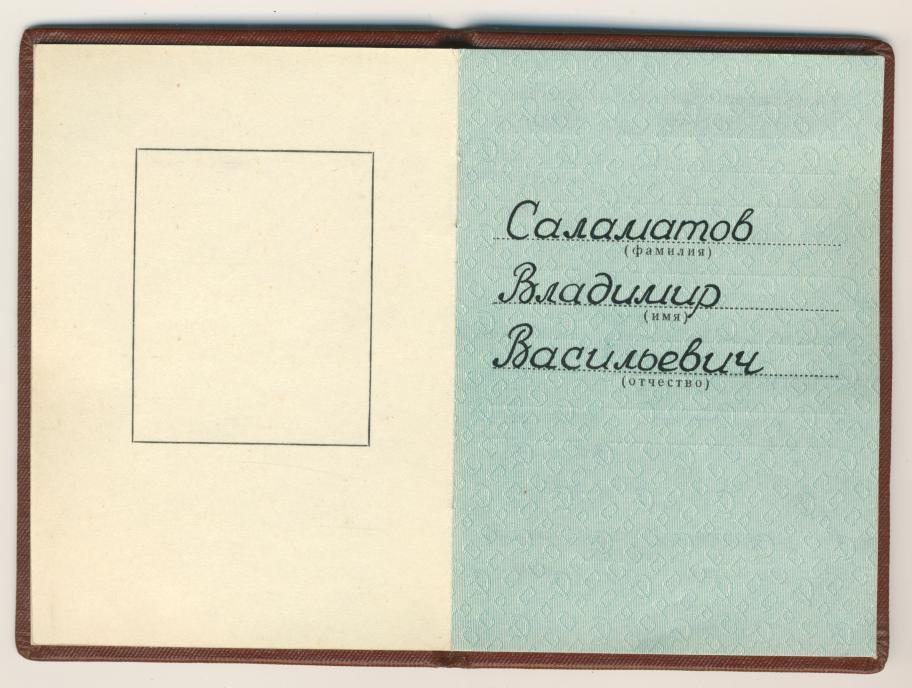 Саламатов
(фамилия)
Владимир
(имя)
Васильевич
(отчество)